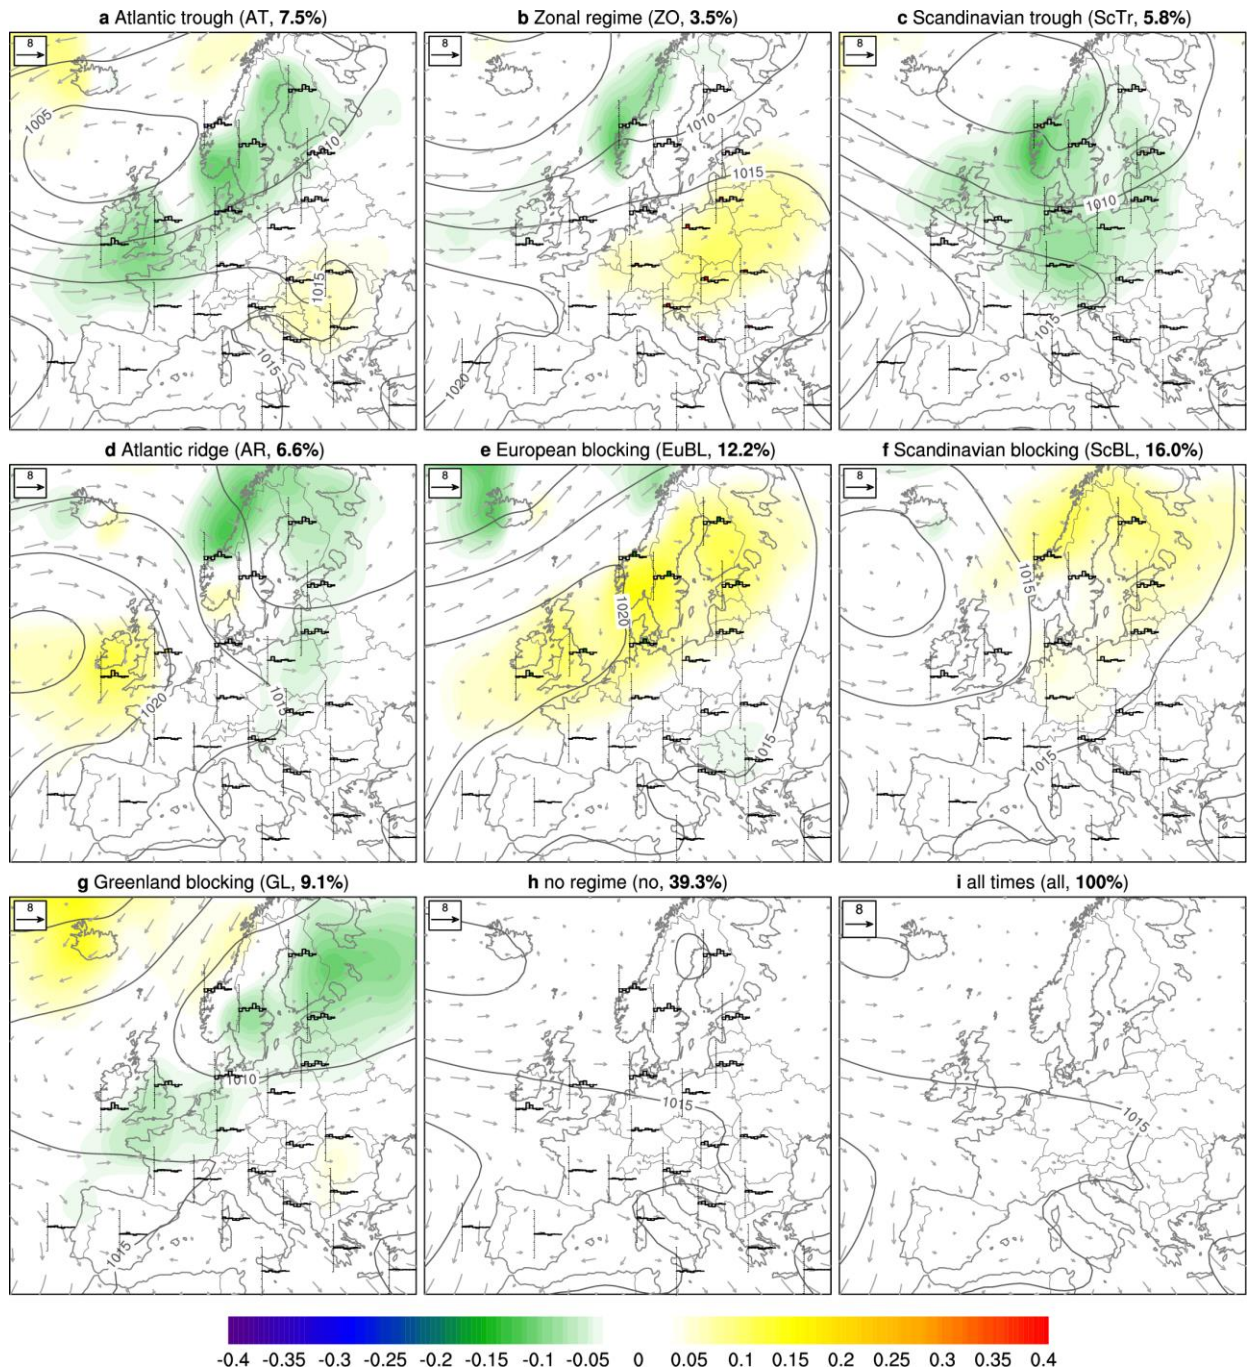 a Atlantic trough (AT, 7.5%)
b Zonal regime (ZO, 3.5%)
c Scandinavian trough (ScTr, 5.8%)
8
8
8
1005
1010
1015
1015
1010
1015
1020
1010
1015
d Atlantic ridge (AR, 6.6%)
e European blocking (EuBL, 12.2%)
f Scandinavian blocking (ScBL, 16.0%)
8
8
8
1020
1015
1020
1015
1015
1015
g Greenland blocking (GL, 9.1%)
h no regime (no, 39.3%)
i all times (all, 100%)
8
8
8
1010
1015
1015
1015
-0.4 -0.35 -0.3 -0.25 -0.2 -0.15 -0.1 -0.05 0 0.05 0.1 0.15 0.2 0.25 0.3 0.35 0.4